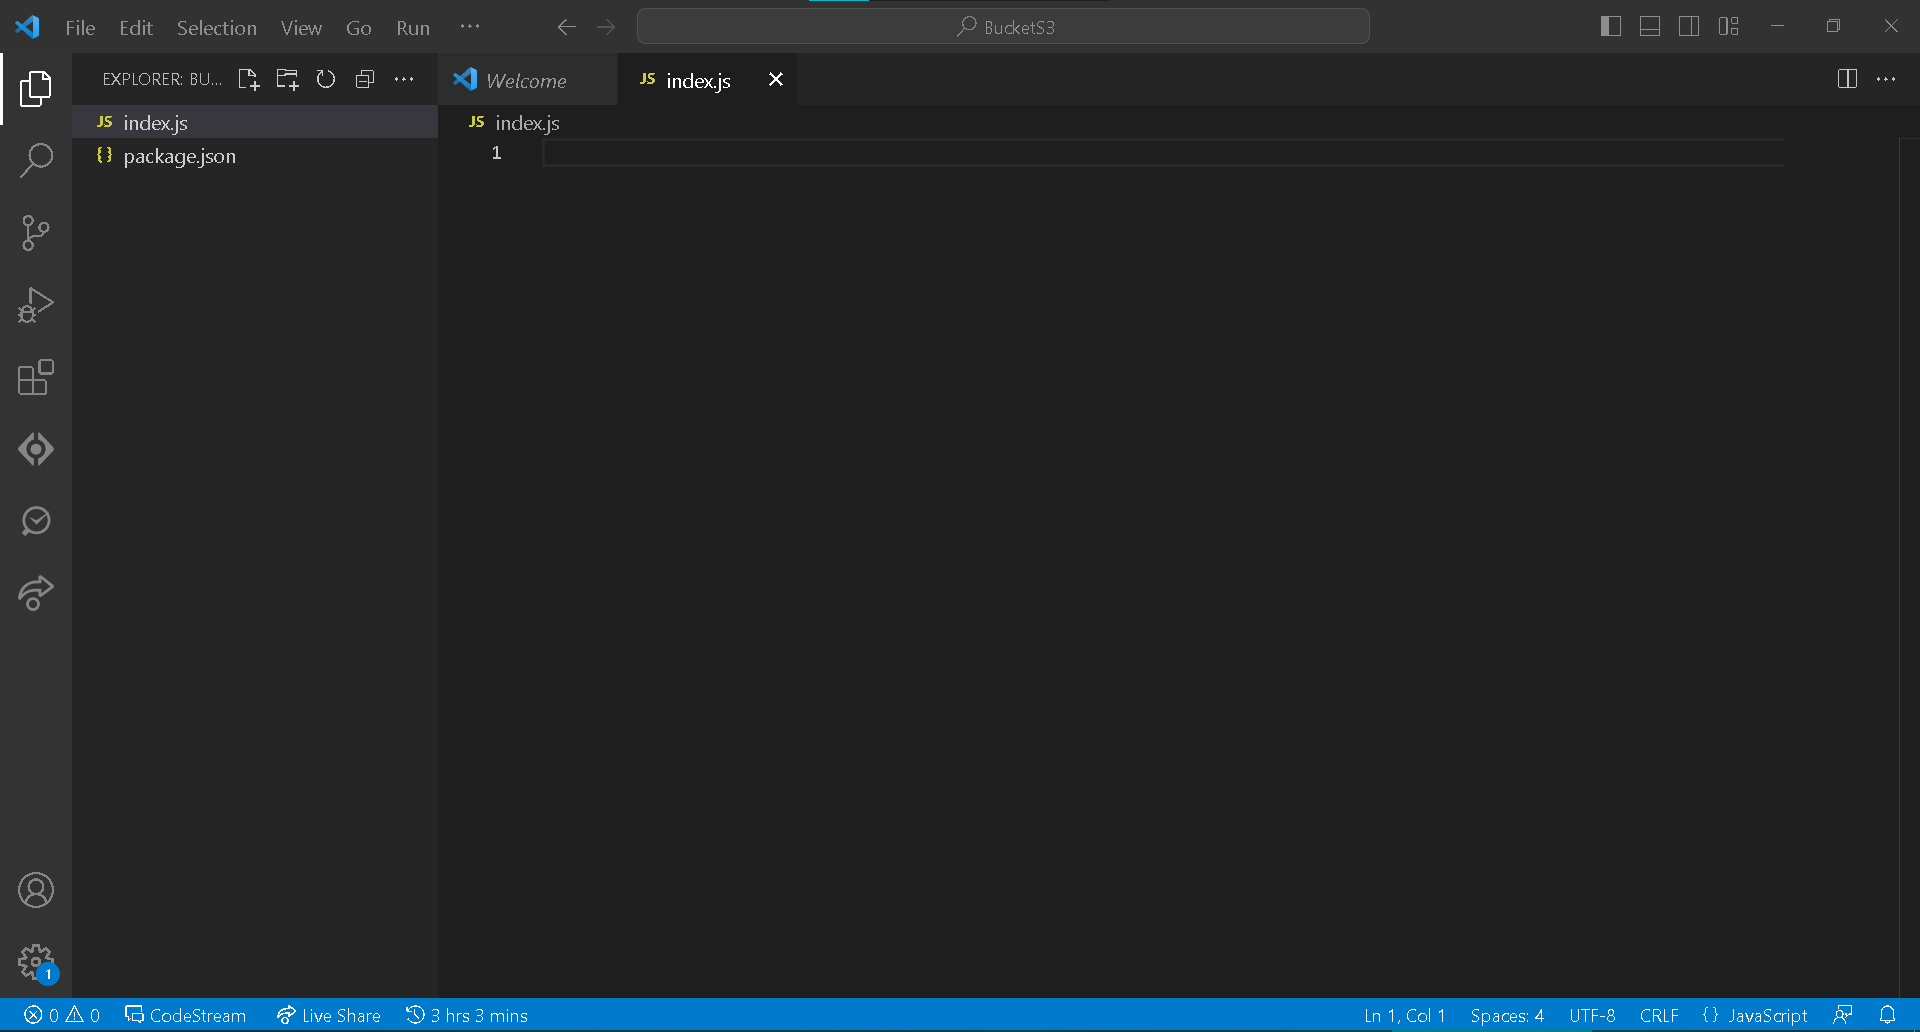 File Edit Selection View Go Run ··· BucketS3
EXPLORER: BU... ···
Welcome JS index.js ···
JS index.js
{} package.json
JS index.js
1
1
0 0 CodeStream Live Share 3 hrs 3 mins Ln 1, Col 1 Spaces: 4 UTF-8 CRLF {} JavaScript